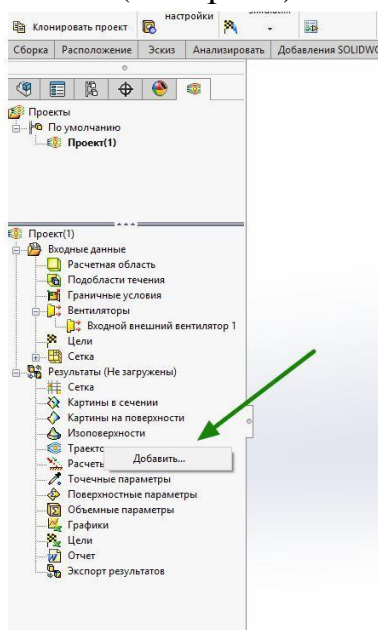 Клонировать проект
настройки
Сборка Расположение Эскиз Анализировать Добавления SOLIDWO
Проекты
По умолчанию
Проект(1)
Проект(1)
Входные данные
Расчетная область
Подобласти течения
Граничные условия
Вентиляторы
Входной внешний вентилятор 1
Цели
Сетка
Результаты (Не загружены)
Сетка
Картины в сечении
Картины на поверхности
Изоповерхности
Траекто
Добавить...
Расчеты
Точечные параметры
Поверхностные параметры
Объемные параметры
Графики
Цели
Отчет
Экспорт результатов